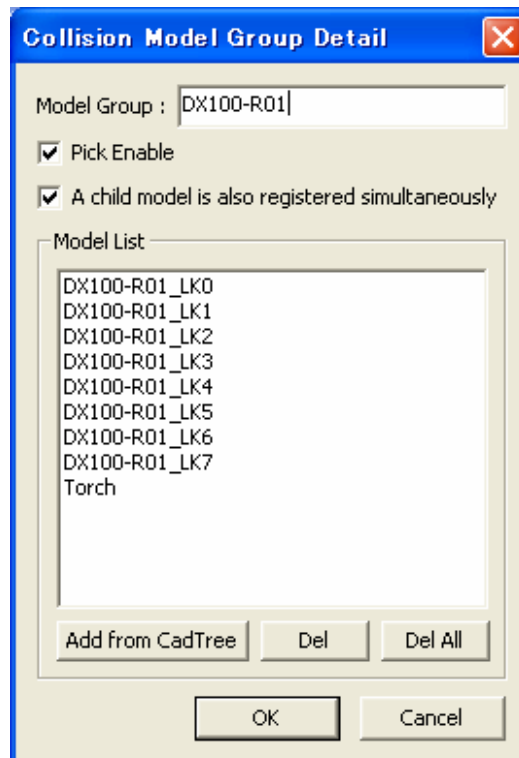 Collision Model Group Detail
Model Group : DX100-R01
Pick Enable
A child model is also registered simultaneously
Model List
DX100-R01_LK0
DX100-R01_LK1
DX100-R01_LK2
DX100-R01_LK3
DX100-R01_LK4
DX100-R01_LK5
DX100-R01_LK6
DX100-R01_LK7
Torch
Add from CadTree Del Del All
OK Cancel